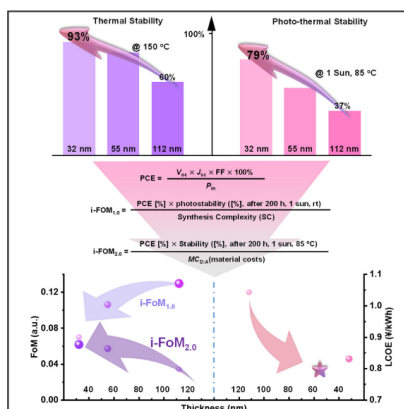 Thermal Stability
Photo-thermal Stability
93%
@ 150 °C
60%
32 nm
55 nm
112 nm
100%
79%
@ 1 Sun, 85 °C
37%
32 nm
55 nm
112 nm
PCE = Voc × Jsc × FF × 100% / Pin
i-FOM1.0 = PCE [%] × photostability ([%], after 200 h, 1 sun, rt) / Synthesis Complexity (SC)
i-FOM2.0 = PCE [%] × Stability ([%], after 200 h, 1 sun, 85 °C) / MCD:A(material costs)
FoM (a.u.)
0.12
0.08
0.04
0.00
i-FoM1.0
i-FoM2.0
1.1
1.0
0.9
0.8
0.7
LCOE (¥/kWh)
40 60 80 100 120
120 100 80 60 40
Thickness (nm)